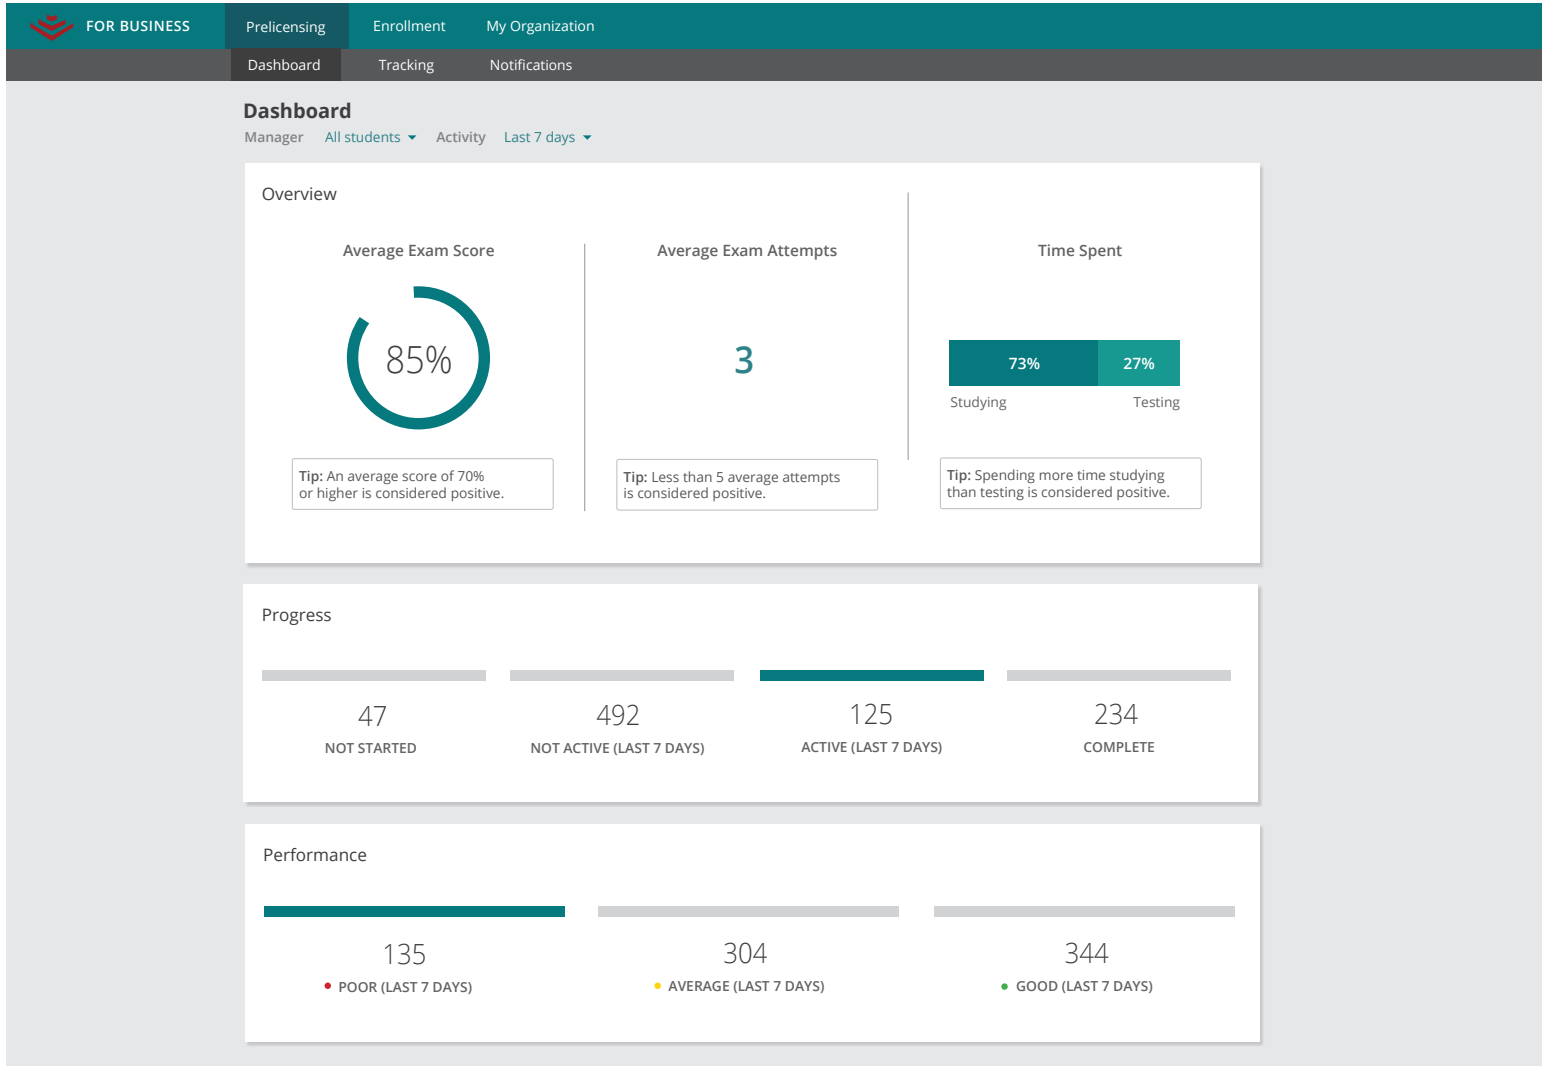 FOR BUSINESS
Prelicensing
Enrollment
My Organization
Dashboard
Tracking
Notifications
Dashboard
Manager All students Activity Last 7 days
Overview
Average Exam Score
85%
Tip: An average score of 70%
or higher is considered positive.
Average Exam Attempts
3
Tip: Less than 5 average attempts
is considered positive.
Time Spent
73% 27%
Studying Testing
Tip: Spending more time studying
than testing is considered positive.
Progress
47
NOT STARTED
492
NOT ACTIVE (LAST 7 DAYS)
125
ACTIVE (LAST 7 DAYS)
234
COMPLETE
Performance
135
POOR (LAST 7 DAYS)
304
AVERAGE (LAST 7 DAYS)
344
GOOD (LAST 7 DAYS)